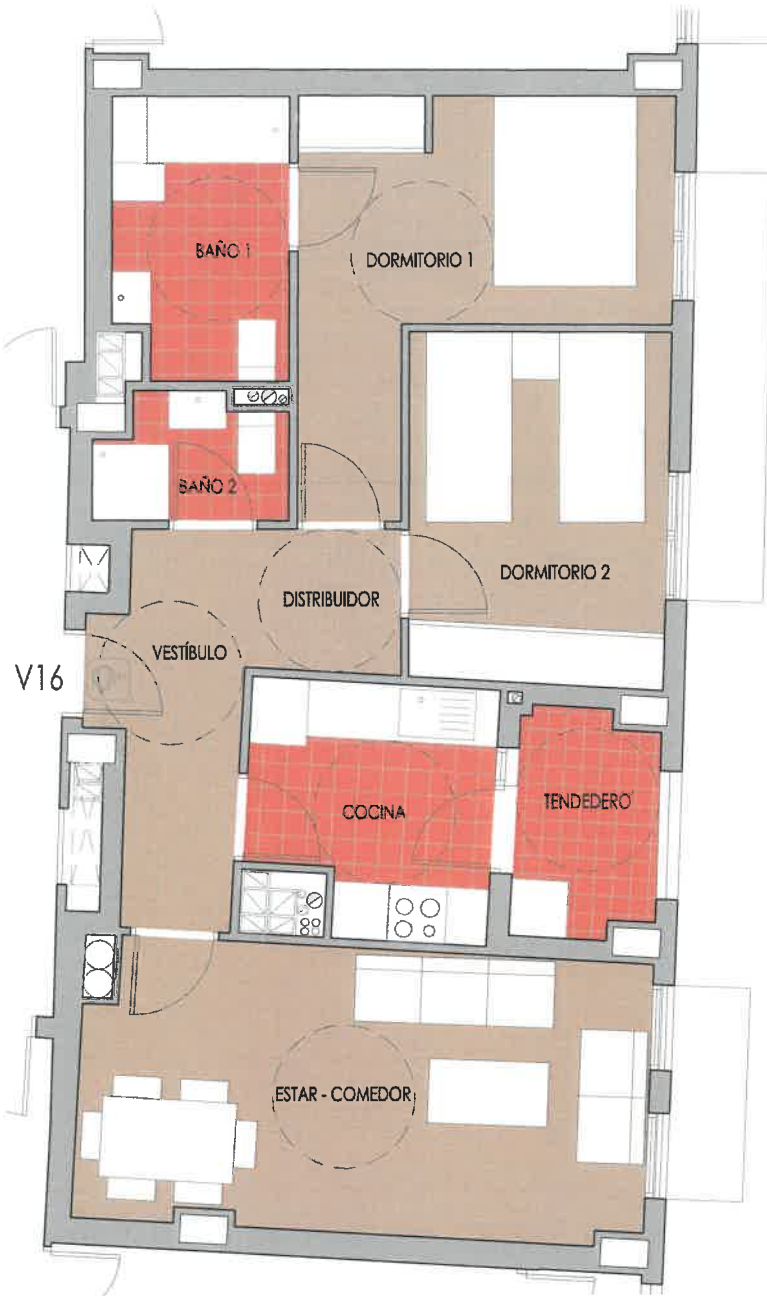 BAÑO 1
DORMITORIO 1
BAÑO 2
DORMITORIO 2
DISTRIBUIDOR
VESTÍBULO
V16
COCINA
TENDEDERO
ESTAR - COMEDOR